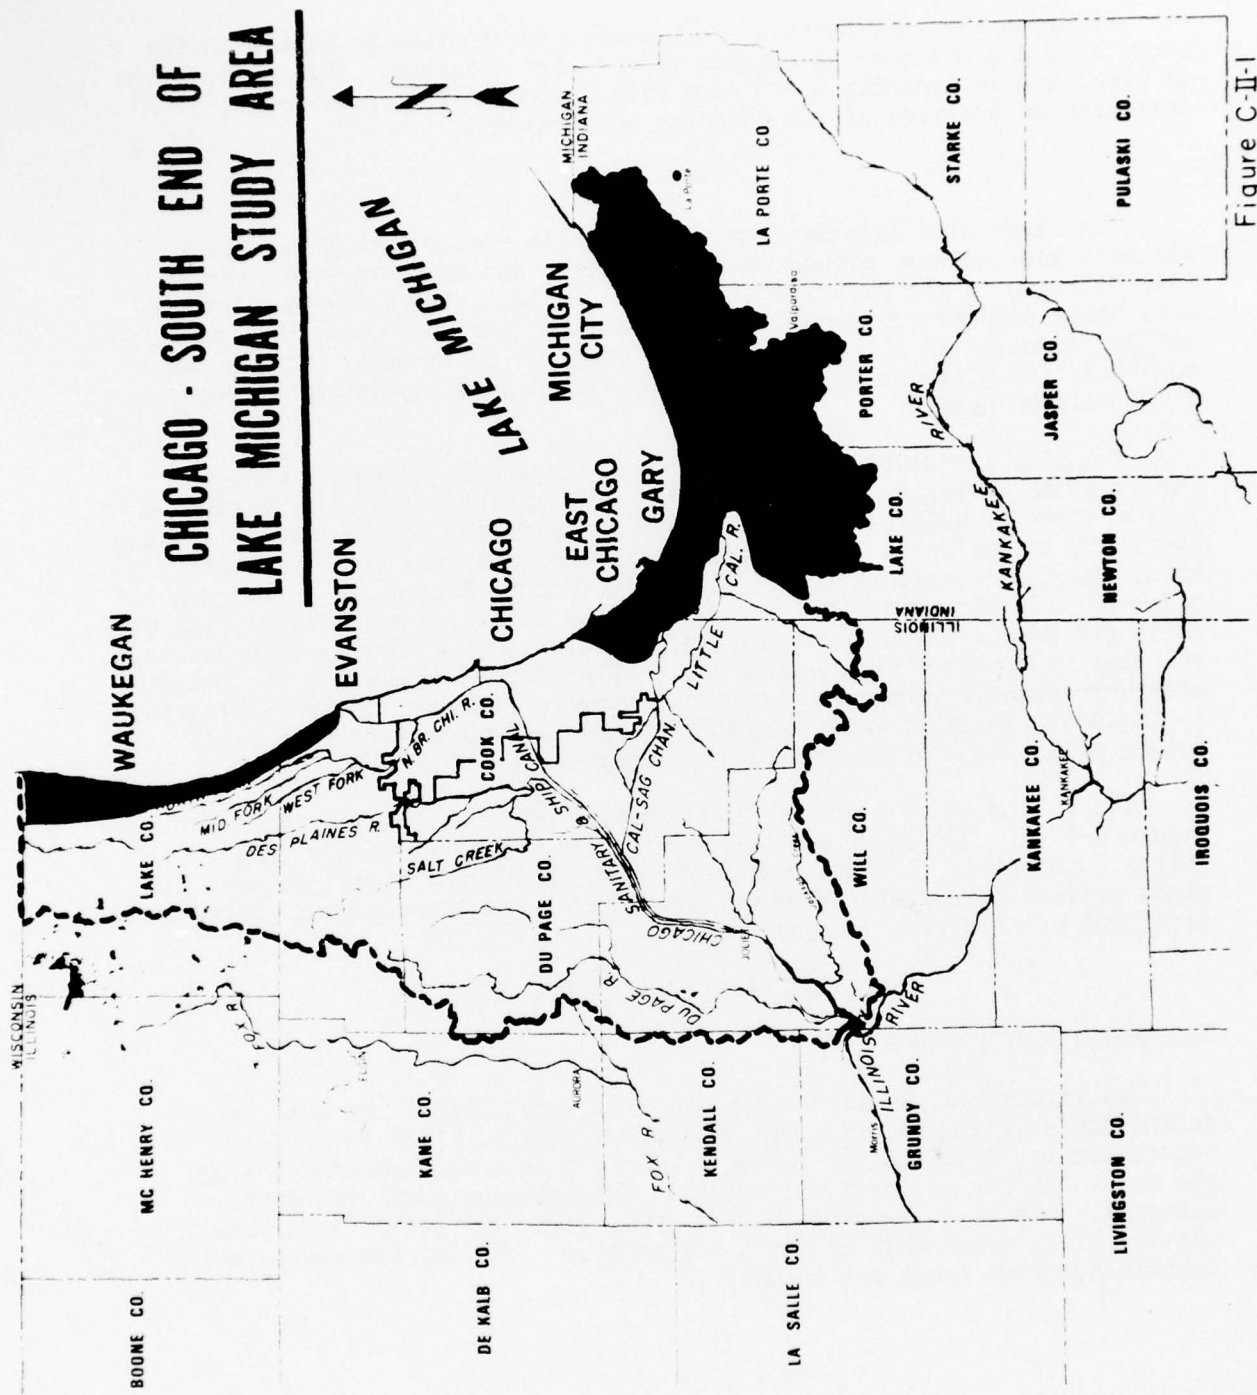 CHICAGO - SOUTH END OF
LAKE MICHIGAN STUDY AREA
N
LAKE MICHIGAN
WAUKEGAN
EVANSTON
CHICAGO
EAST
CHICAGO
GARY
MICHIGAN
CITY
MICHIGAN
INDIANA
WISCONSIN
ILLINOIS
ILLINOIS
INDIANA
BOONE CO.
MC HENRY CO.
LAKE CO.
FOX R.
MID FORK
WEST FORK
DES PLAINES R.
N. BR. CHI. R.
COOK CO.
SALT CREEK
DE KALB CO.
KANE CO.
DU PAGE CO.
AURORA
CHICAGO SANITARY & SHIP CANAL
CAL-SAG CHAN.
LITTLE CAL. R.
DU PAGE R.
FOX R.
KENDALL CO.
JOLIET
WILL CO.
LA SALLE CO.
Morris
ILLINOIS RIVER
GRUNDY CO.
LIVINGSTON CO.
KANKAKEE CO.
KANKAKEE
IROQUOIS CO.
KANKAKEE RIVER
LAKE CO.
PORTER CO.
Valparaiso
LA PORTE CO.
La Porte
NEWTON CO.
JASPER CO.
STARKE CO.
PULASKI CO.
Figure C-II-1